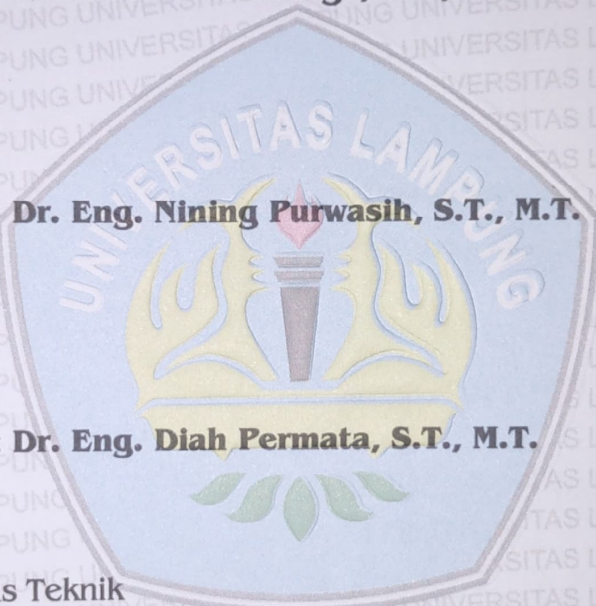 UNIVERSITAS LAMPUNG
Dr. Eng. Nining Purwasih, S.T., M.T.
: Dr. Eng. Diah Permata, S.T., M.T.
s Teknik